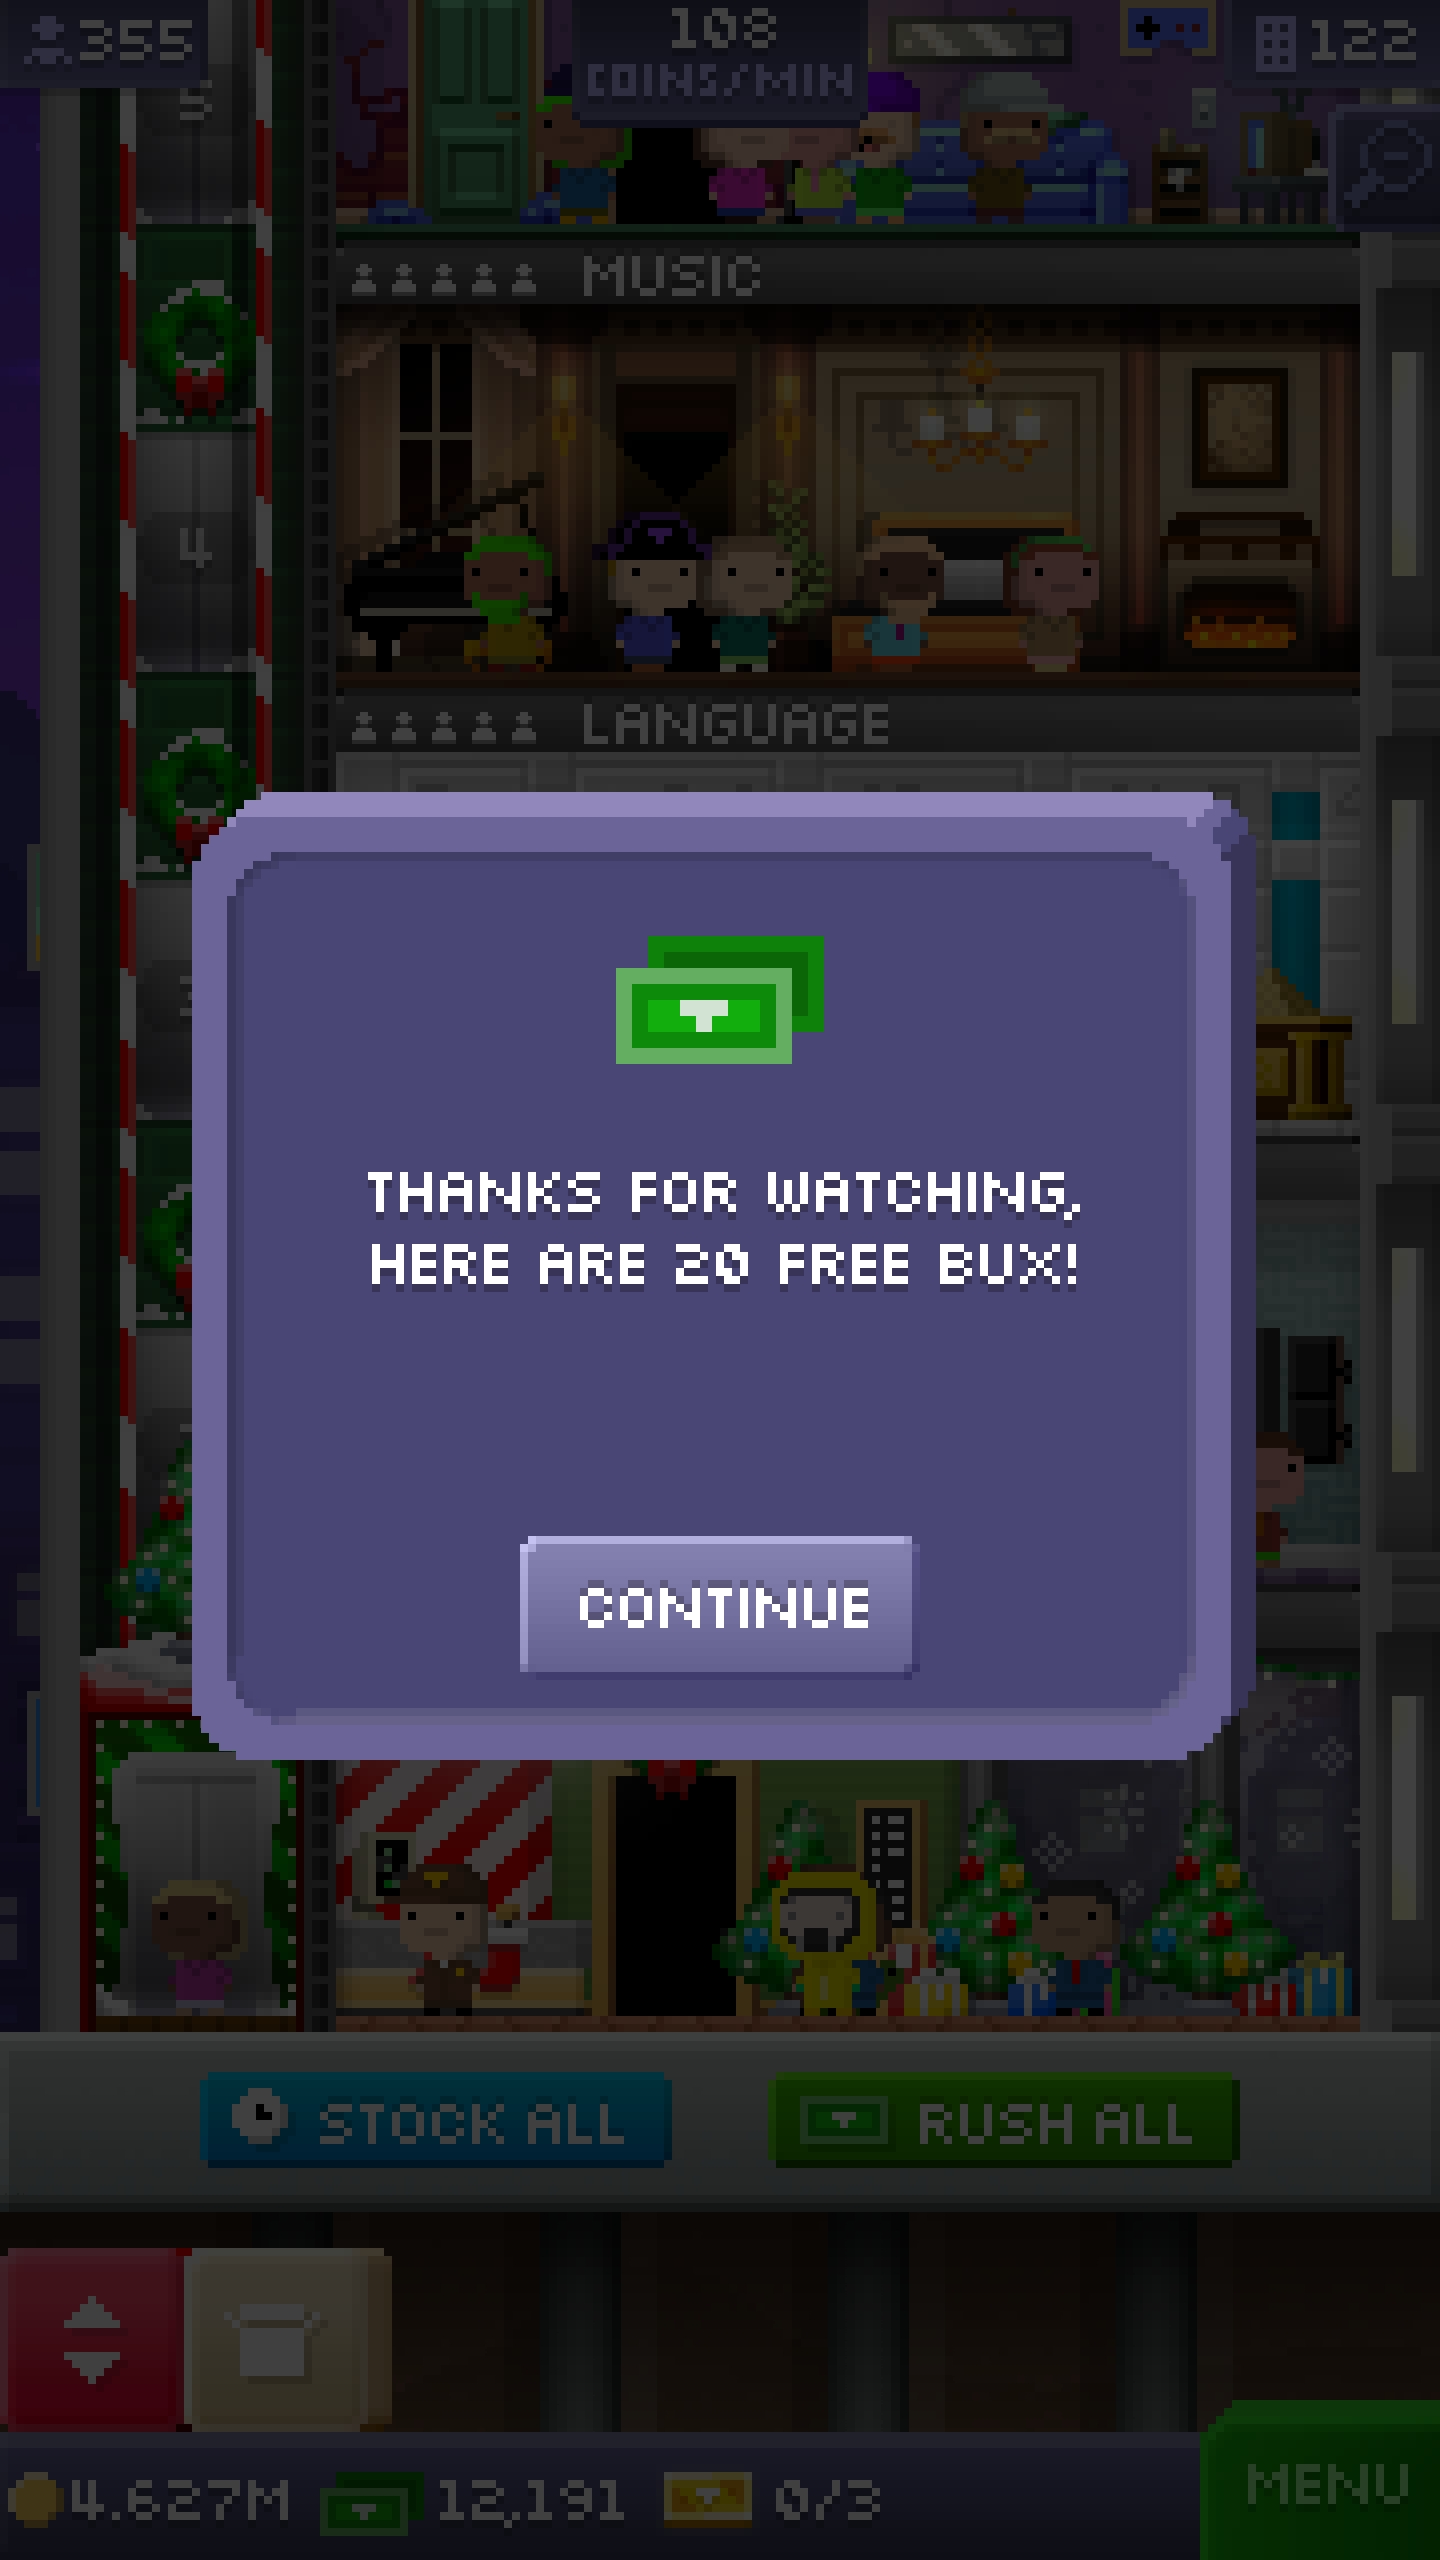 355
108
COINS/MIN
122
5
MUSIC
4
LANGUAGE
THANKS FOR WATCHING,
HERE ARE 20 FREE BUX!
CONTINUE
STOCK ALL
RUSH ALL
4.627M
12,191
0/3
MENU